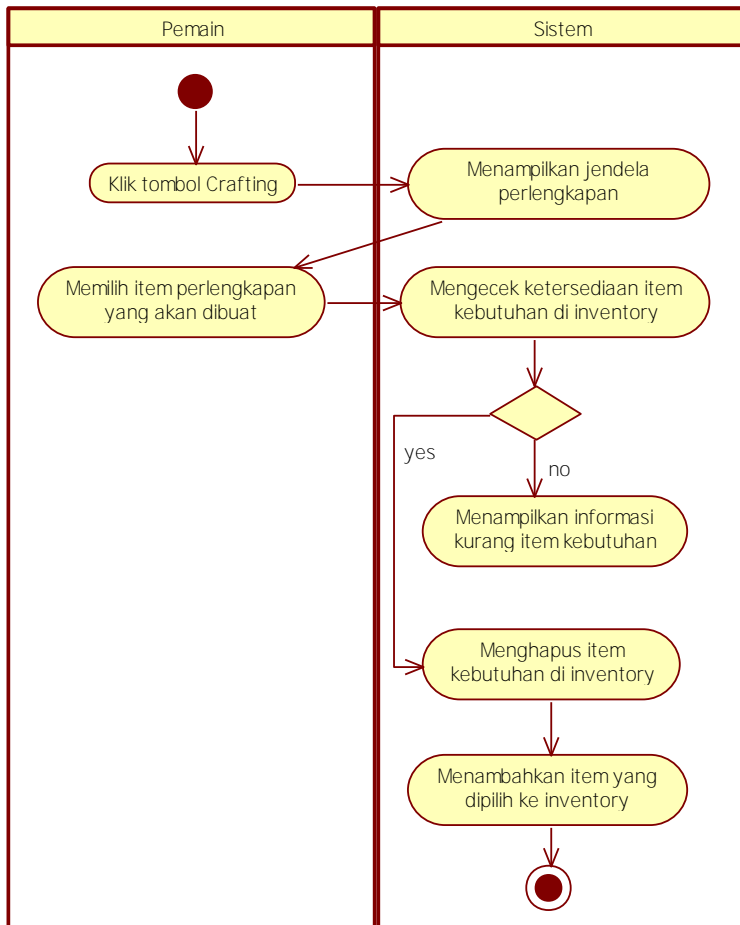 Pemain
Sistem
Klik tombol Crafting
Menampilkan jendela
perlengkapan
Memilih item perlengkapan
yang akan dibuat
Mengecek ketersediaan item
kebutuhan di inventory
yes
no
Menampilkan informasi
kurang item kebutuhan
Menghapus item
kebutuhan di inventory
Menambahkan item yang
dipilih ke inventory